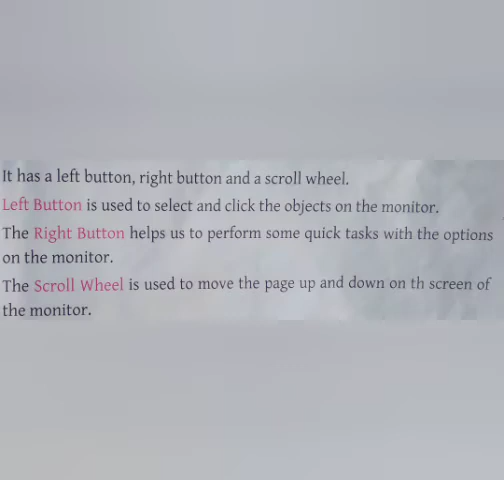 It has a left button, right button and a scroll wheel.
Left Button is used to select and click the objects on the monitor.
The Right Button helps us to perform some quick tasks with the options
on the monitor.
The Scroll Wheel is used to move the page up and down on th screen of
the monitor.